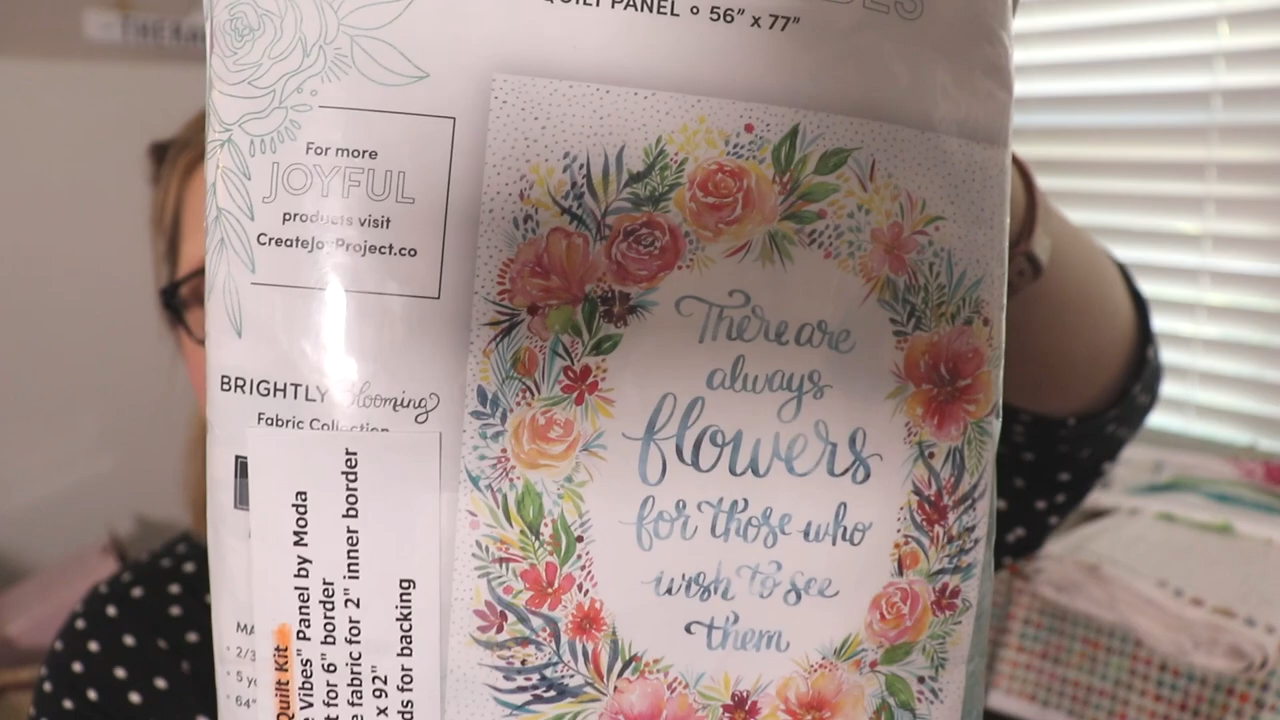 QUILT PANEL ° 56" x 77"
For more
JOYFUL
products visit
CreateJoyProject.co
BRIGHTLY blooming
Fabric Collection
Quilt Kit
Vibes" Panel by Moda
for 6" border
fabric for 2" inner border
x 92"
for backing
2/3
5
64"
There are
always
flowers
for those who
wish to see
them